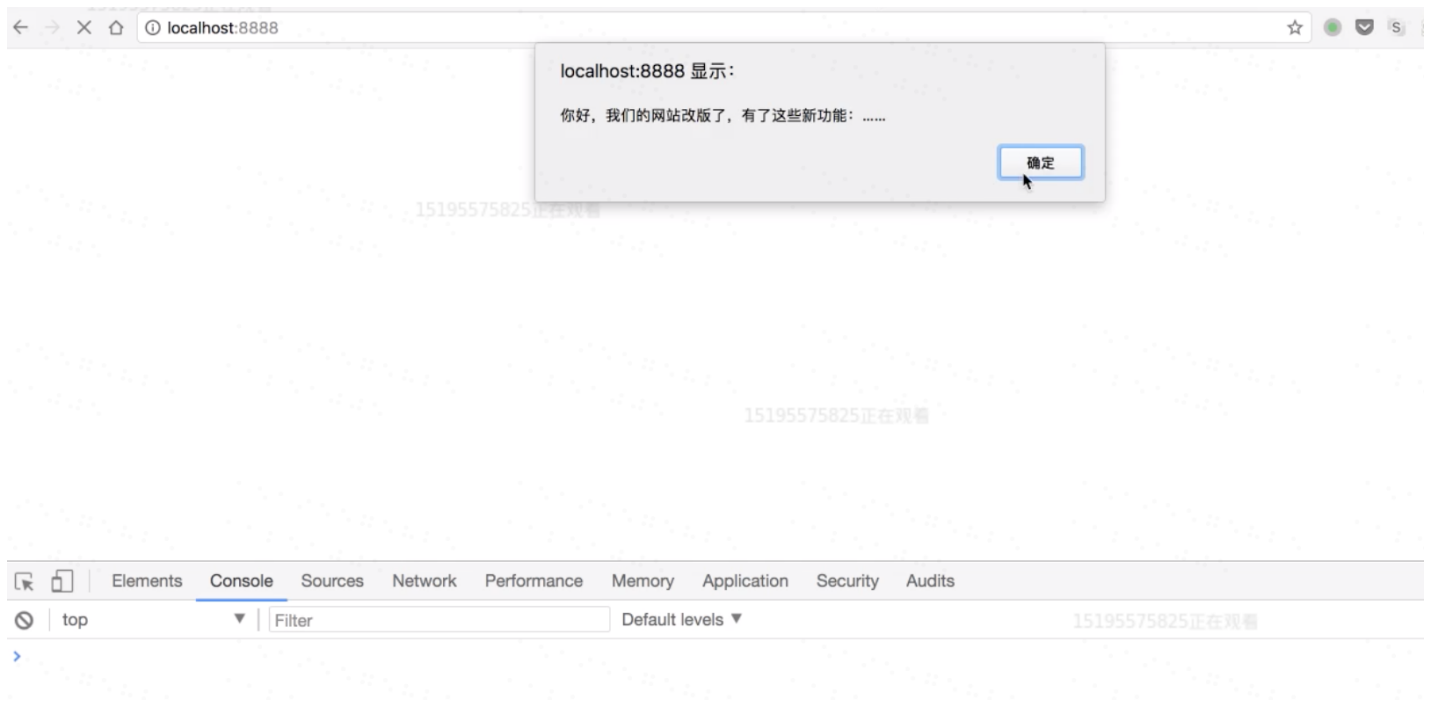 localhost:8888
S
localhost:8888 显示：
你好，我们的网站改版了，有了这些新功能：……
确定
15195575825正在观看
15195575825正在观看
Elements Console Sources Network Performance Memory Application Security Audits
top Filter Default levels
15195575825正在观看